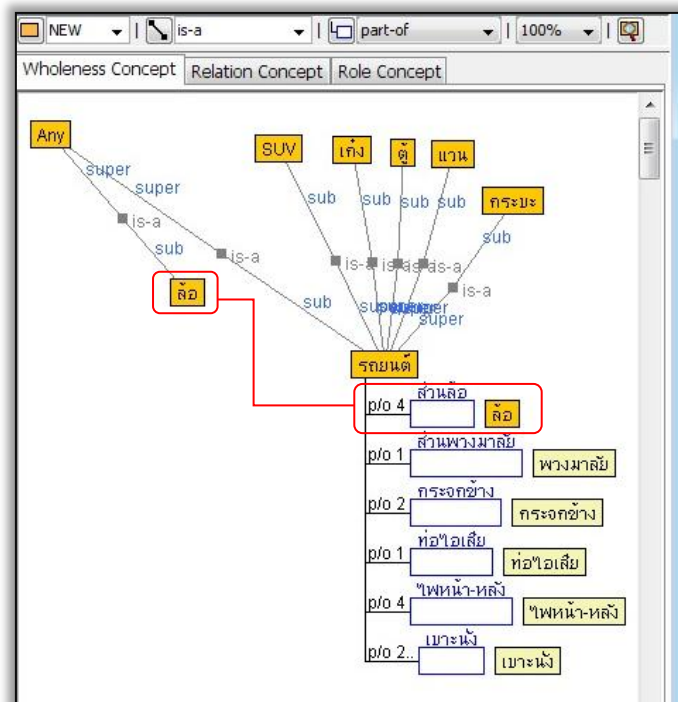 NEW is-a part-of 100%
Wholeness Concept Relation Concept Role Concept
Any SUV เก๋ง ตู้ แวน
กระบะ
super
super
sub sub sub sub
sub
is-a
sub is-a is-a is-a is-a is-a
is-a
ล้อ
sub super super super super
super
รถยนต์
ส่วนล้อ
p/o 4 ล้อ
ส่วนพวงมาลัย
p/o 1 พวงมาลัย
กระจกข้าง
p/o 2 กระจกข้าง
ท่อไอเสีย
p/o 1 ท่อไอเสีย
ไฟหน้า-หลัง
p/o 4 ไฟหน้า-หลัง
เบาะนั่ง
p/o 2.. เบาะนั่ง